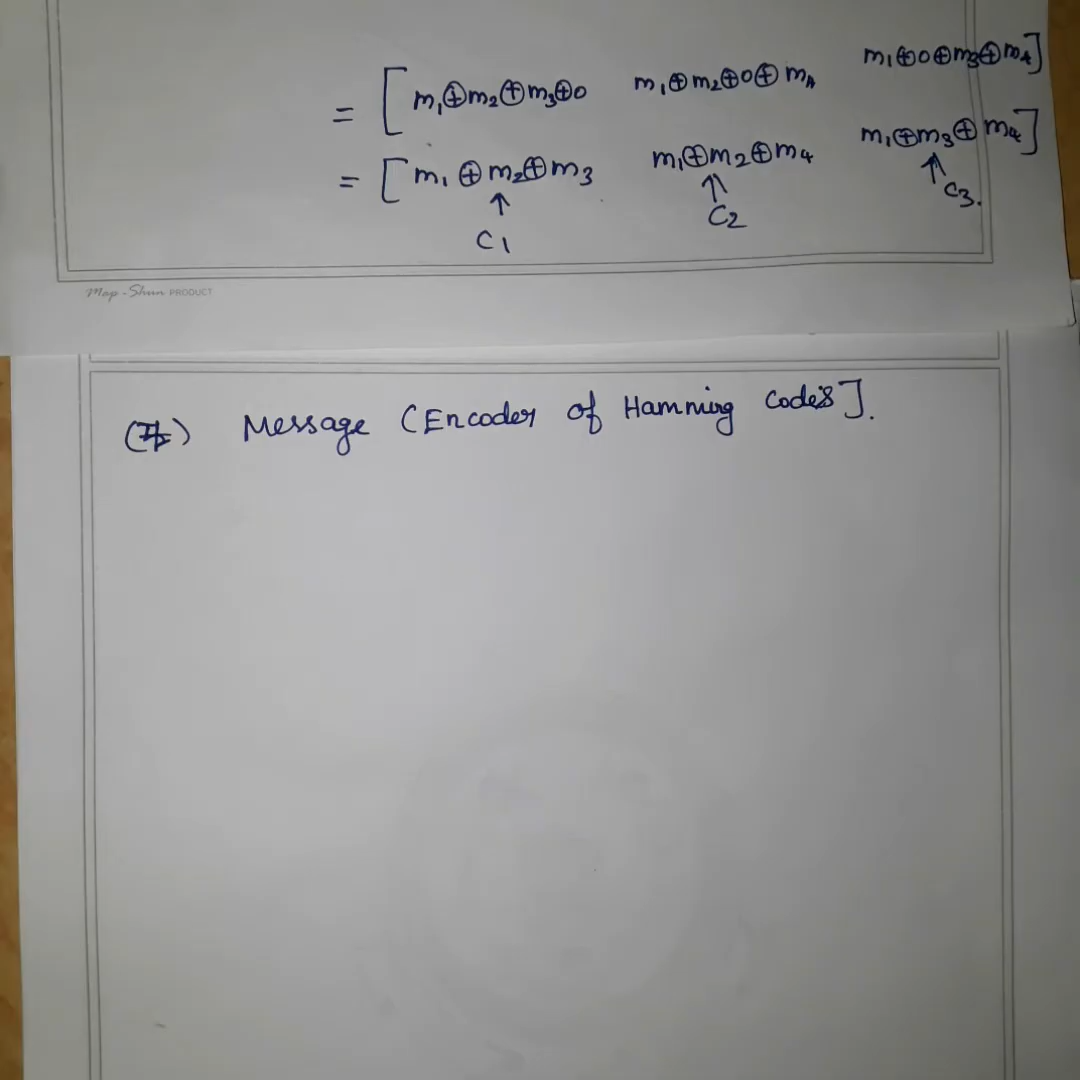 = [ m₁⊕m₂⊕m₃⊕0 m₁⊕m₂⊕0⊕m₄ m₁⊕0⊕m₃⊕m₄]
= [ m₁⊕m₂⊕m₃ m₁⊕m₂⊕m₄ m₁⊕m₃⊕m₄]
↑ ↑ ↑
C1 C2 C3.
Map-Shun PRODUCT
Message (Encoder of Hamming Codes].